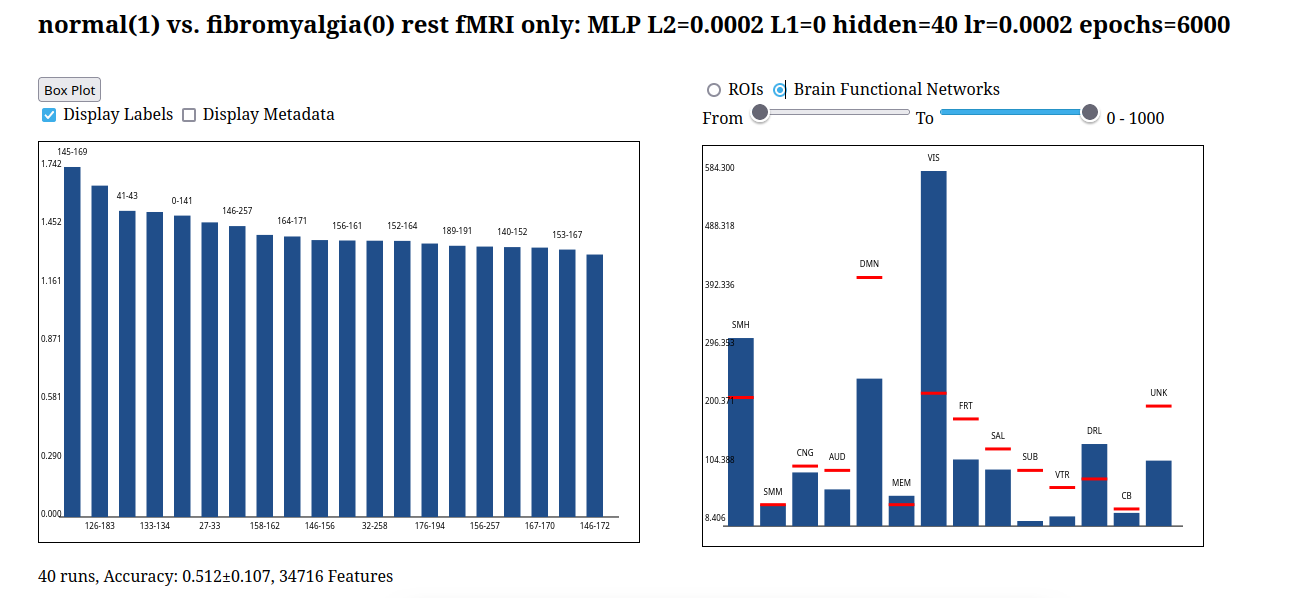 normal(1) vs. fibromyalgia(0) rest fMRI only: MLP L2=0.0002 L1=0 hidden=40 lr=0.0002 epochs=6000
Box Plot
Display Labels Display Metadata
145-169
1.742
41-43
0-141
146-257
1.452
164-171
156-161
152-164
189-191
140-152
153-167
1.161
0.871
0.581
0.290
0.000
126-183
133-134
27-33
158-162
146-156
32-258
176-194
156-257
167-170
146-172
40 runs, Accuracy: 0.512±0.107, 34716 Features
ROIs Brain Functional Networks
From To 0 - 1000
VIS
584.300
488.318
DMN
392.336
SMH
296.353
UNK
200.371
FRT
DRL
SAL
CNG
AUD
SUB
104.388
VTR
MEM
SMM
CB
8.406